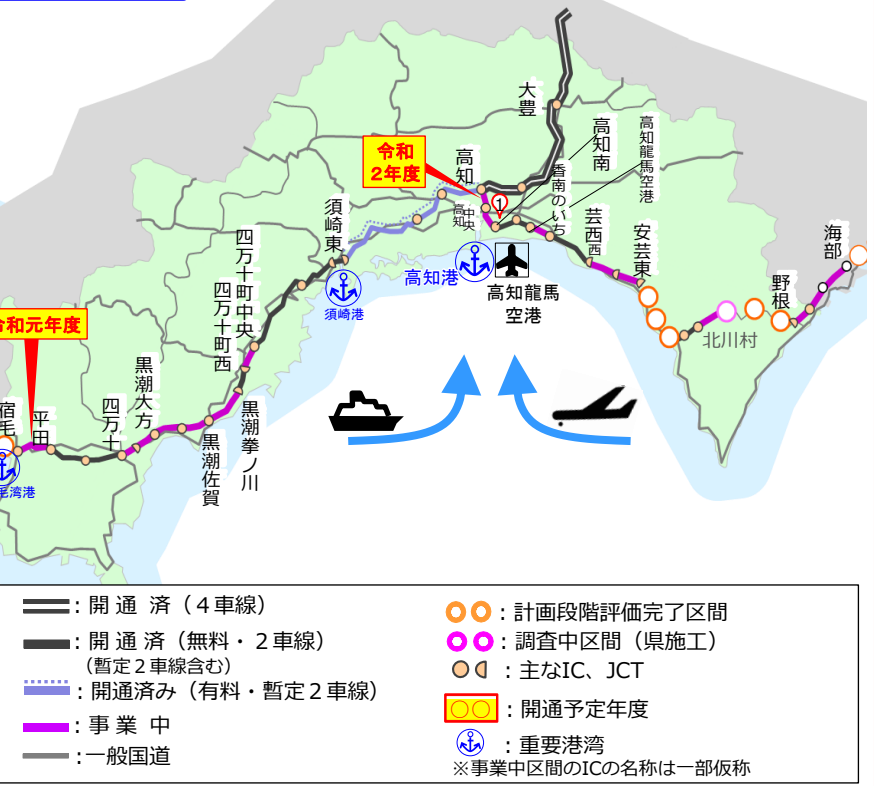 大豊
高知南
高知龍馬空港
令和
2年度
高知
香南のいち
①
高知中央
須崎東
芸西西
安芸東
海部
四万十町中央
四万十町西
高知港
高知龍馬
空港
須崎港
野根
北川村
令和元年度
黒潮大方
四万十
宿毛
平田
黒潮拳ノ川
黒潮佐賀
毛湾港
:開 通 済（４車線）
:開 通 済（無料・２車線）
（暫定２車線含む）
:開通済み（有料・暫定２車線）
:事 業 中
:一般国道
:計画段階評価完了区間
:調査中区間（県施工）
:主なIC、JCT
○○:開通予定年度
:重要港湾
※事業中区間のICの名称は一部仮称